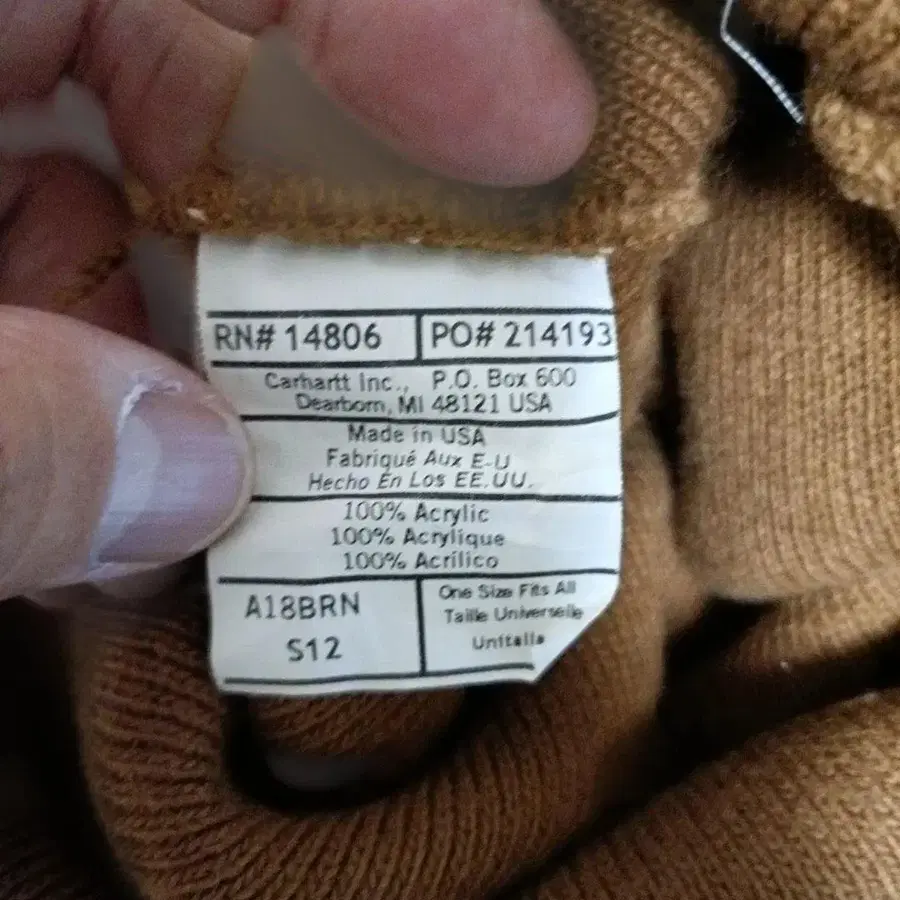 RN# 14806 PO# 214193
Carhartt Inc., P.O. Box 600
Dearborn, MI 48121 USA
Made in USA
Fabriqué Aux E-U
Hecho En Los EE.UU.
100% Acrylic
100% Acrylique
100% Acrílico
A18BRN
S12
One Size Fits All
Taille Universelle
Unitalla